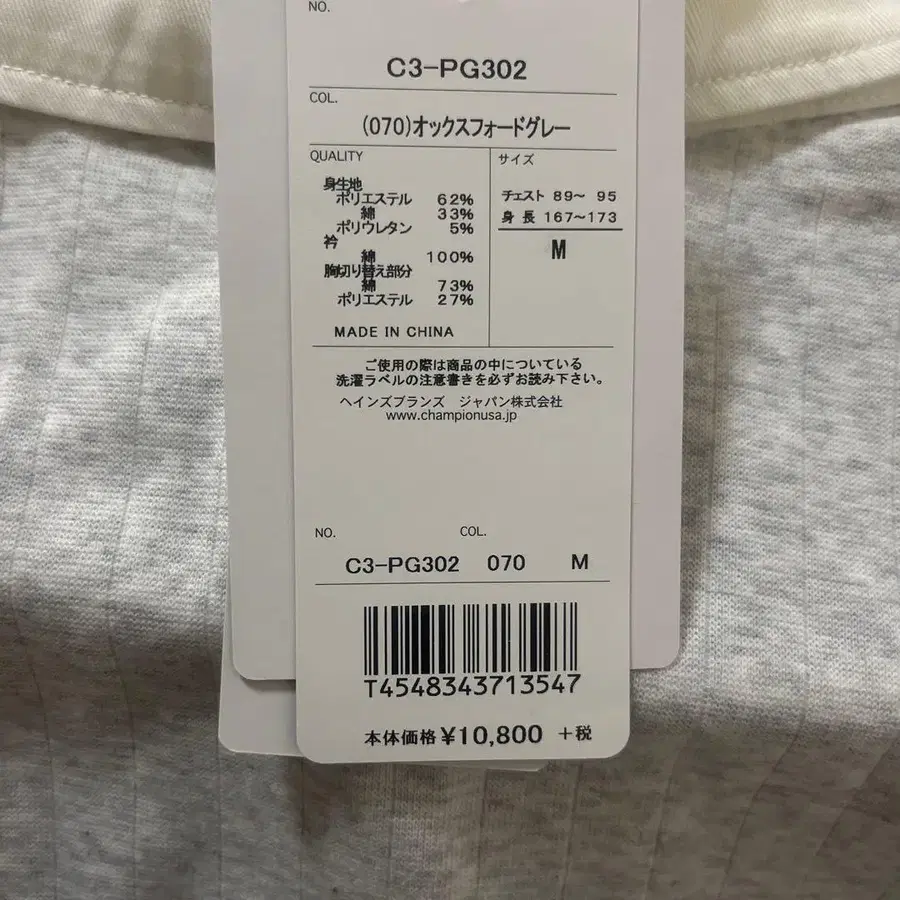 NO.
C3-PG302
COL.
(070)オックスフォードグレー
QUALITY
身生地
ポリエステル 62%
綿 33%
ポリウレタン 5%
衿
綿 100%
胸切り替え部分
綿 73%
ポリエステル 27%
MADE IN CHINA
サイズ
チェスト 89~ 95
身 長 167~173
M
ご使用の際は商品の中についている
洗濯ラベルの注意書きを必ずお読み下さい。
ヘインズブランズ ジャパン株式会社
www.championusa.jp
NO. COL.
C3-PG302 070 M
T4548343713547
本体価格¥10,800 +税